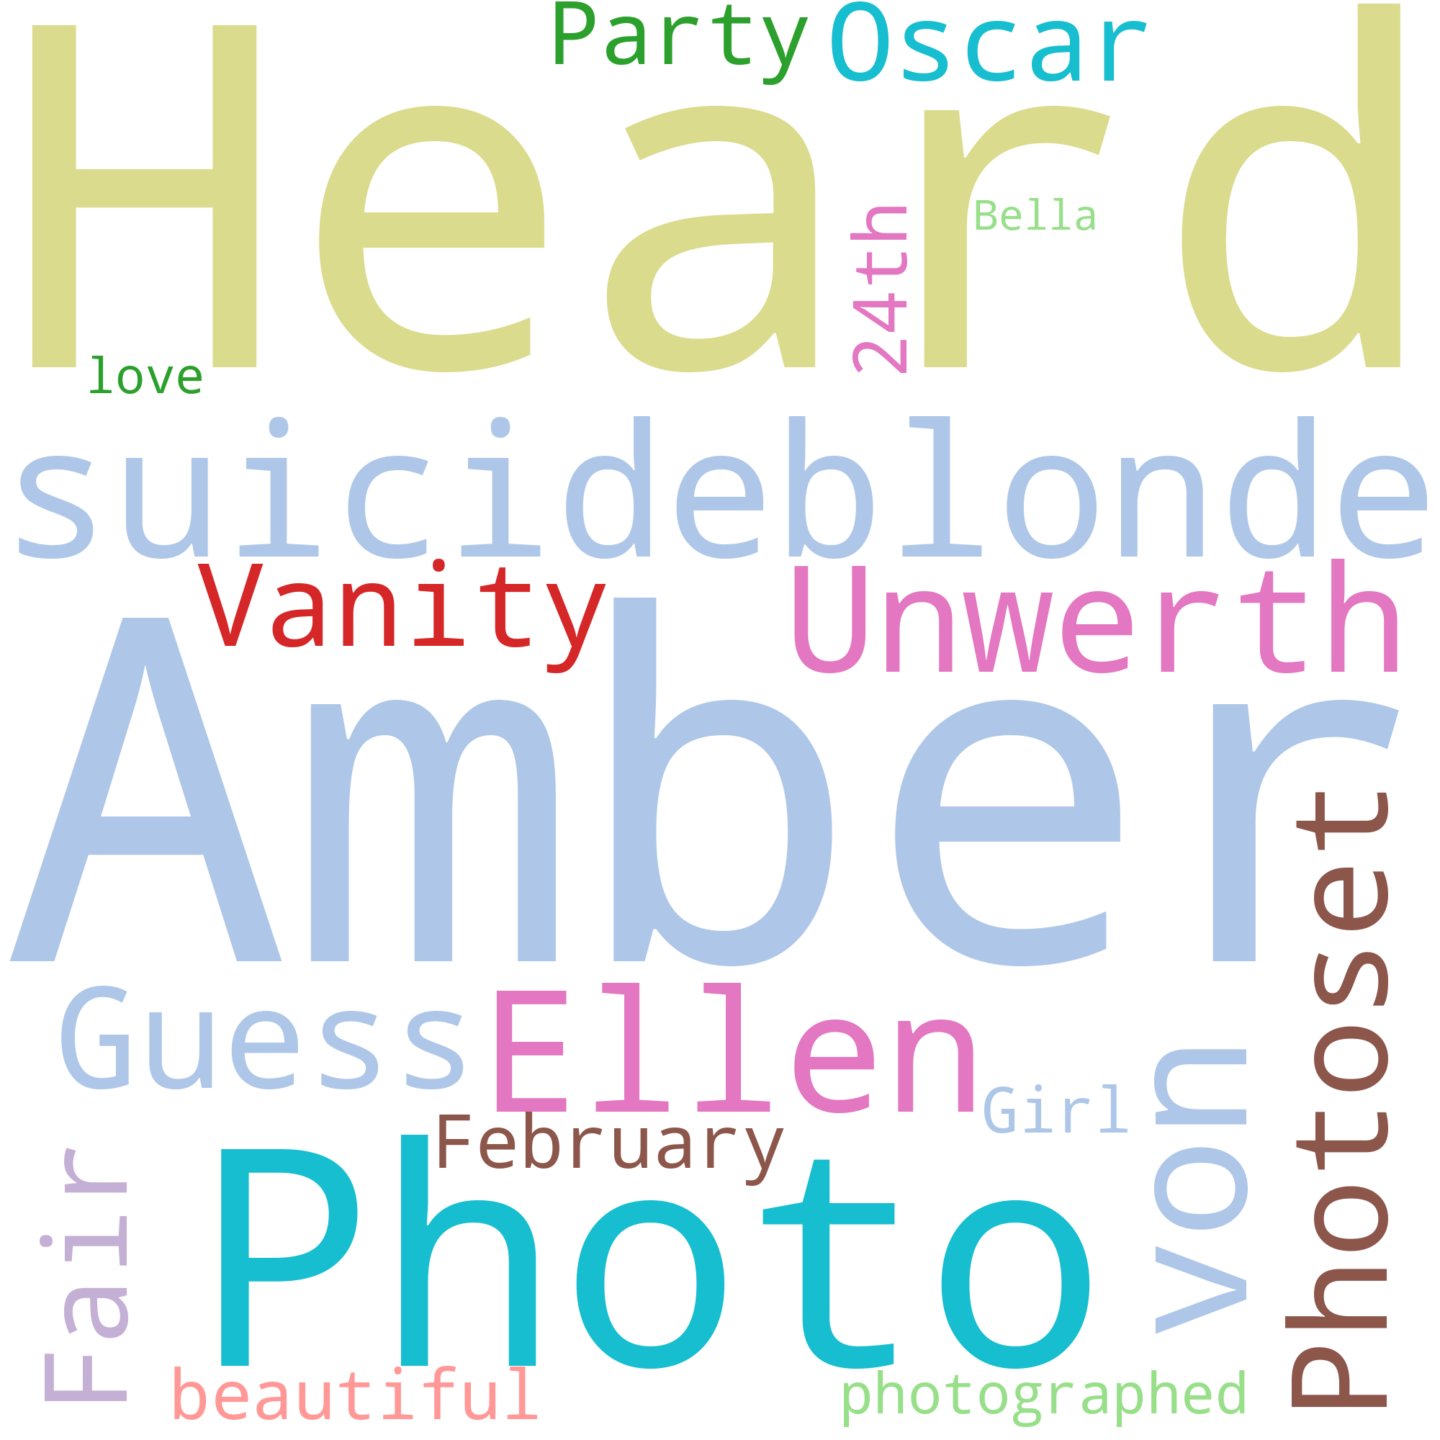 Party Oscar
Heard
Bella
24th
love
suicideblonde
Vanity Unwerth
Amber
Photoset
Guess Ellen
Girl
von
February
Fair
Photo
beautiful photographed